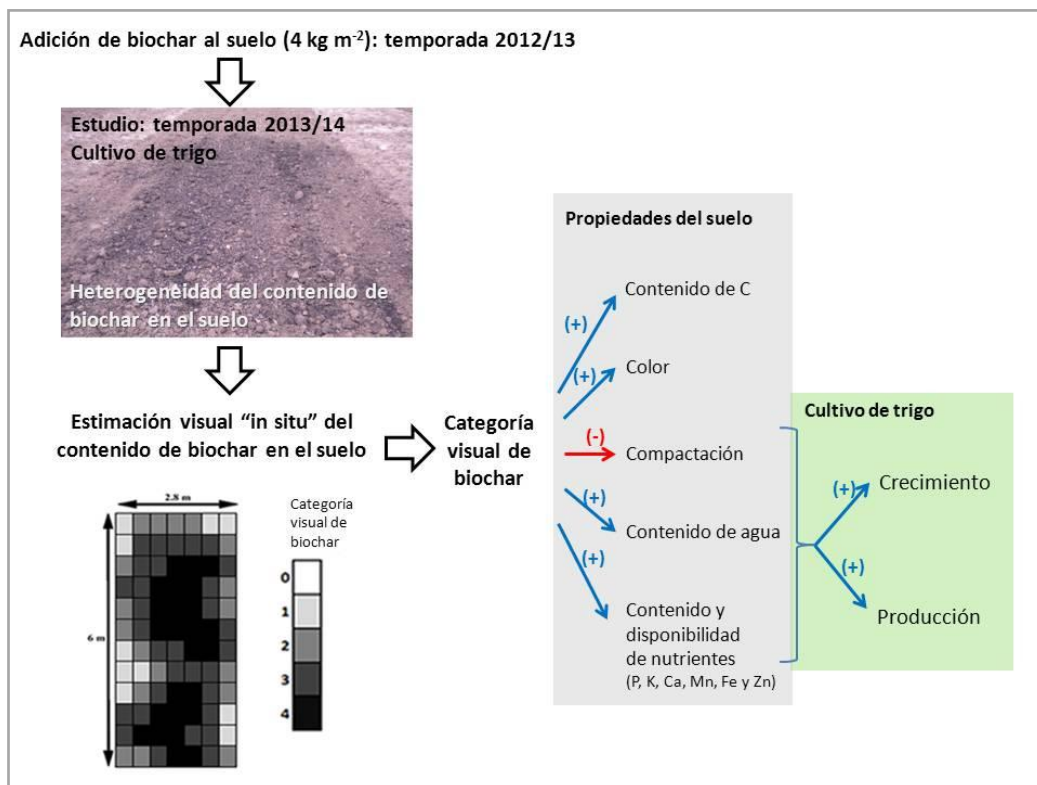 Adición de biochar al suelo (4 kg m-2): temporada 2012/13
Estudio: temporada 2013/14
Cultivo de trigo
Heterogeneidad del contenido de
biochar en el suelo
Estimación visual “in situ” del
contenido de biochar en el suelo
Categoría
visual de
biochar
2.8 m
6 m
Categoría
visual de
biochar
0
1
2
3
4
Propiedades del suelo
(+)
Contenido de C
(+)
Color
(-)
Compactación
(+)
Contenido de agua
(+)
Contenido y
disponibilidad
de nutrientes
(P, K, Ca, Mn, Fe y Zn)
Cultivo de trigo
(+)
Crecimiento
(+)
Producción